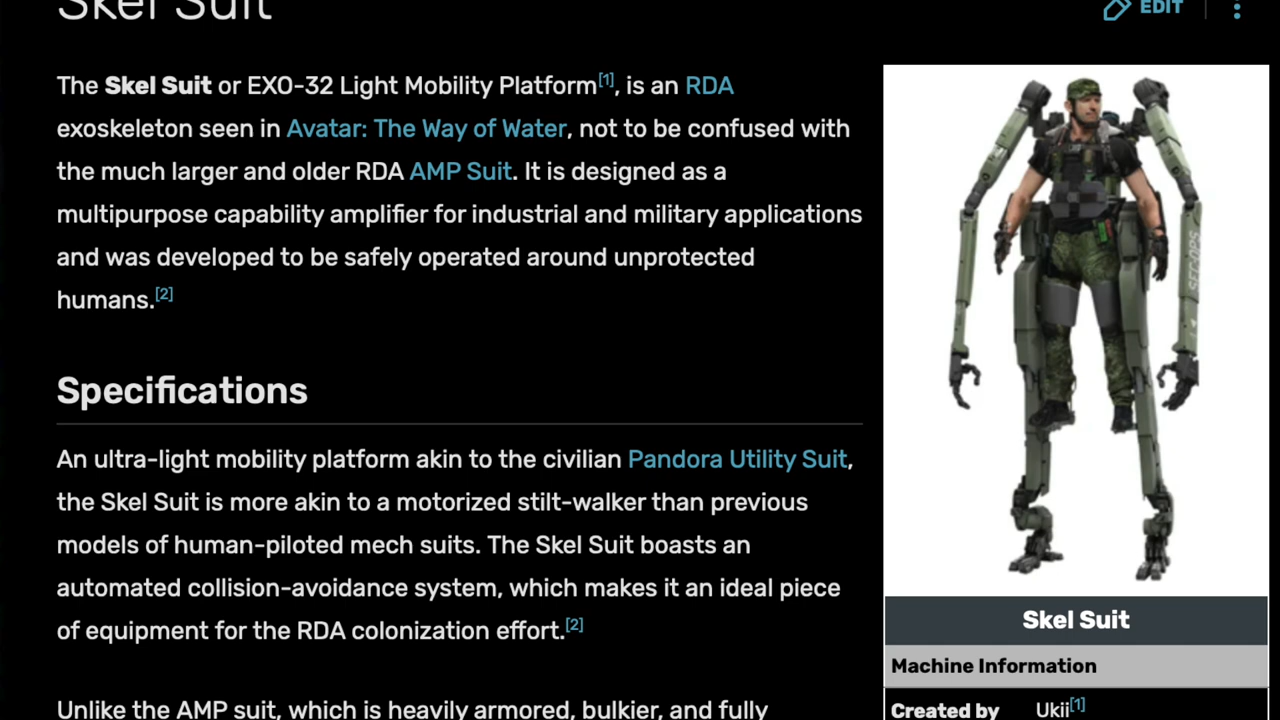 Skel Suit
EDIT
The Skel Suit or EXO-32 Light Mobility Platform[1], is an RDA
exoskeleton seen in Avatar: The Way of Water, not to be confused with
the much larger and older RDA AMP Suit. It is designed as a
multipurpose capability amplifier for industrial and military applications
and was developed to be safely operated around unprotected
humans.[2]
Specifications
An ultra-light mobility platform akin to the civilian Pandora Utility Suit,
the Skel Suit is more akin to a motorized stilt-walker than previous
models of human-piloted mech suits. The Skel Suit boasts an
automated collision-avoidance system, which makes it an ideal piece
of equipment for the RDA colonization effort.[2]
Unlike the AMP suit, which is heavily armored, bulkier, and fully
SECOPS
Skel Suit
Machine Information
Created by Ukii[1]